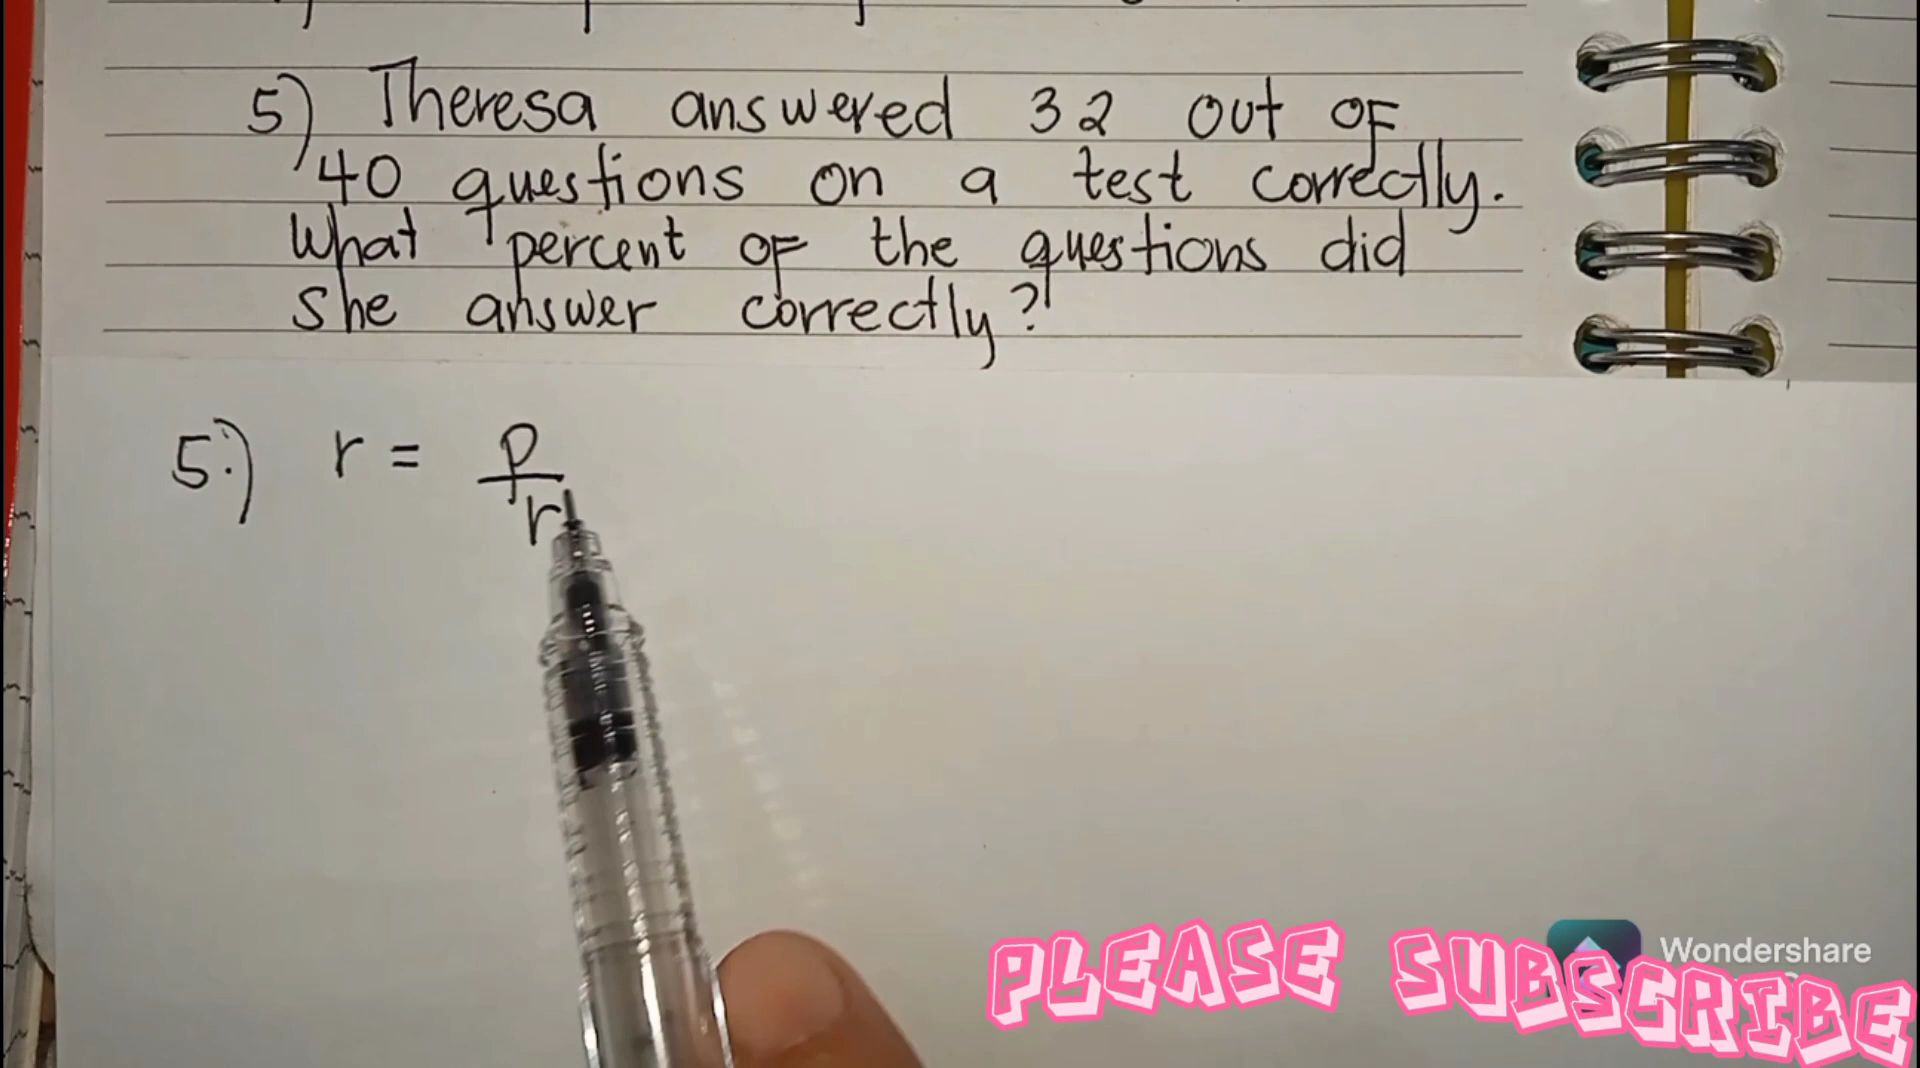 5) Theresa answered 32 out of
40 questions on a test correctly.
What percent of the questions did
she answer correctly?
5.) r = p
r
Wondershare
PLEASE SUBSCRIBE